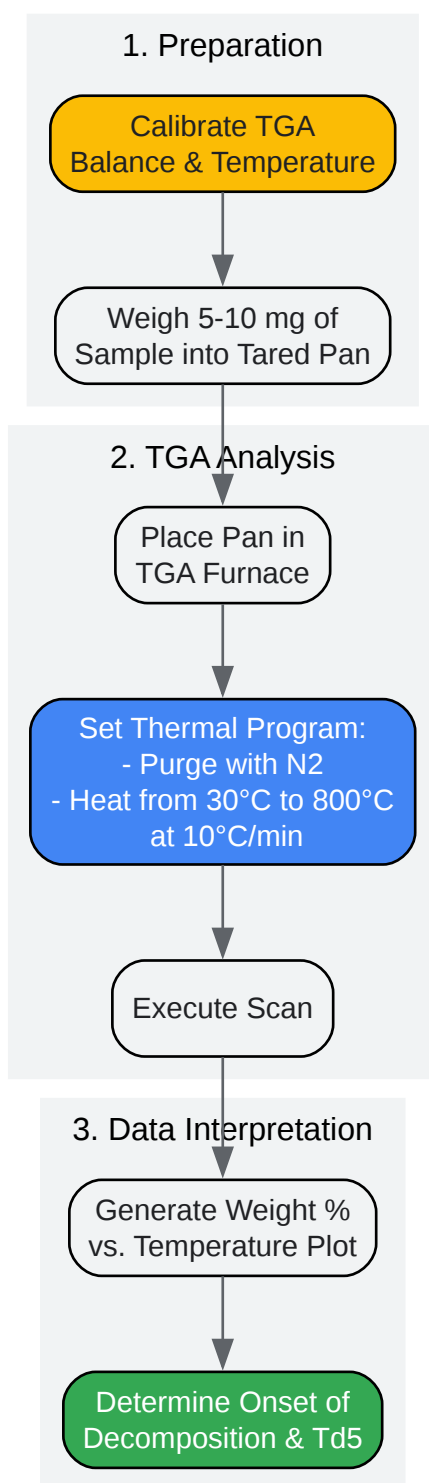 1. Preparation
Calibrate TGA
Balance & Temperature
Weigh 5-10 mg of
Sample into Tared Pan
2. TGA Analysis
Place Pan in
TGA Furnace
Set Thermal Program:
- Purge with N2
- Heat from 30°C to 800°C
at 10°C/min
Execute Scan
3. Data Interpretation
Generate Weight %
vs. Temperature Plot
Determine Onset of
Decomposition & Td5